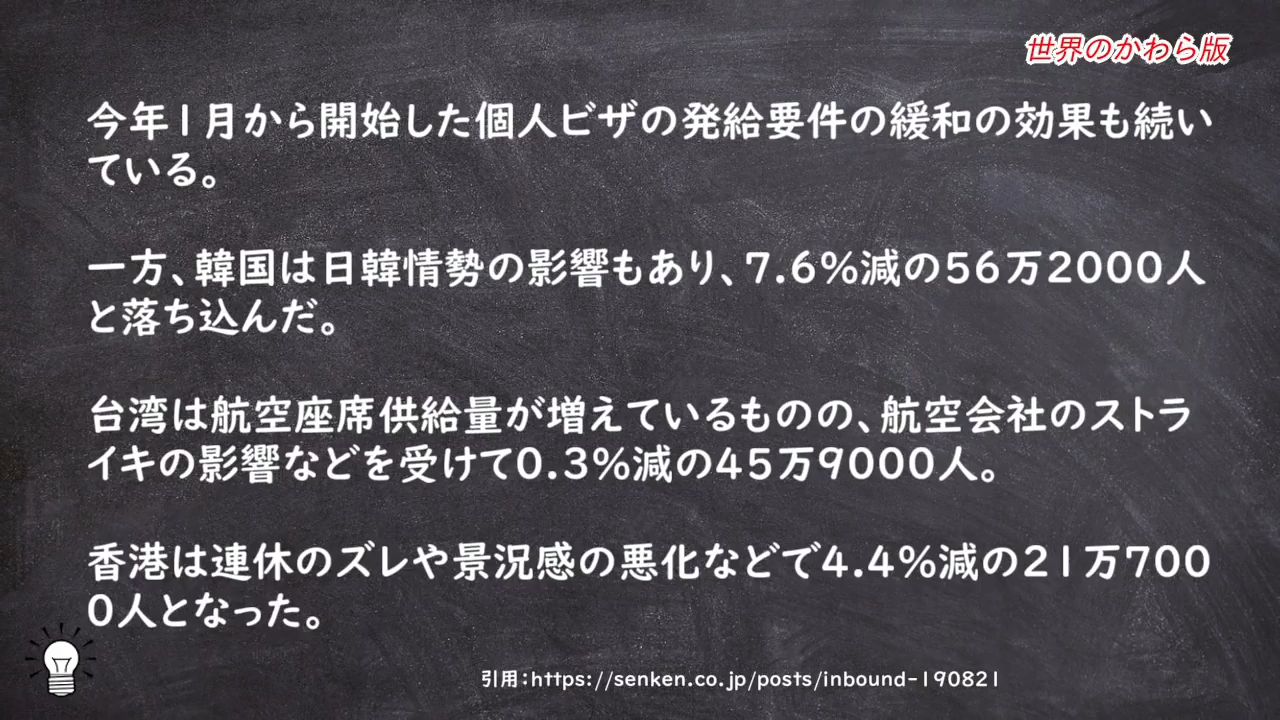 世界のかわら版
今年1月から開始した個人ビザの発給要件の緩和の効果も続い
ている。
一方、韓国は日韓情勢の影響もあり、7.6%減の56万2000人
と落ち込んだ。
台湾は航空座席供給量が増えているものの、航空会社のストラ
イキの影響などを受けて0.3%減の45万9000人。
香港は連休のズレや景況感の悪化などで4.4%減の21万700
0人となった。
引用：https://senken.co.jp/posts/inbound-190821